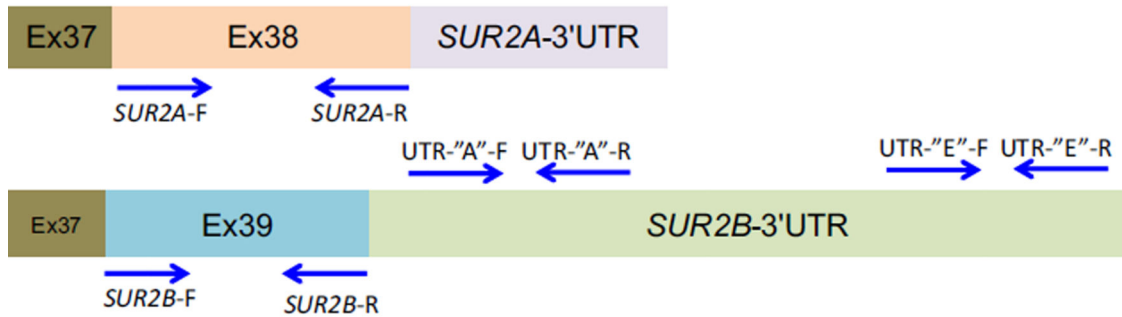 Ex37 Ex38 SUR2A-3'UTR
SUR2A-F SUR2A-R
UTR-”A”-F UTR-”A”-R UTR-”E”-F UTR-”E”-R
Ex37 Ex39 SUR2B-3'UTR
SUR2B-F SUR2B-R